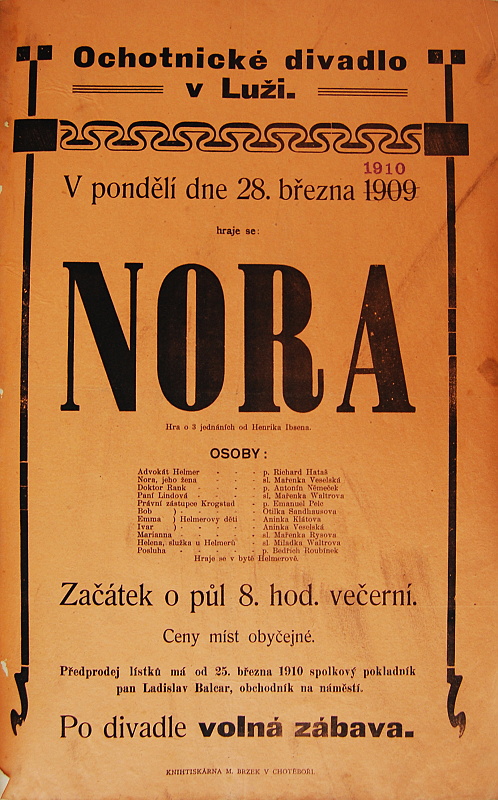 Ochotnické divadlo
v Luži.
1910
V pondělí dne 28. března 1909
hraje se:
NORA
Hra o 3 jednáních od Henrika Ibsena.
OSOBY:
Advokát Helmer - - - p. Richard Hataš
Nora, jeho žena - - - sl. Mařenka Veselská
Doktor Rank - - - - p. Antonín Němeček
Paní Lindová - - - - sl. Mařenka Waltrova
Právní zástupce Krogstad - - p. Emanuel Pelc
Bob ) - - - - Otilka Sandhausova
Emma ) Helmerovy děti - - Aninka Klátova
Ivar ) - - - - Aninka Veselská
Marianna - - - - - sl. Mařenka Rysova
Helena, služka u Helmerů - - sl. Miladka Waltrova
Posluha - - - - - p. Bedřich Roubínek
Hraje se v bytě Helmerově.
Začátek o půl 8. hod. večerní.
Ceny míst obyčejné.
Předprodej lístků má od 25. března 1910 spolkový pokladník
pan Ladislav Balcar, obchodník na náměstí.
Po divadle volná zábava.
KNIHTISKÁRNA M. BRZEK V CHOTĚBOŘI.